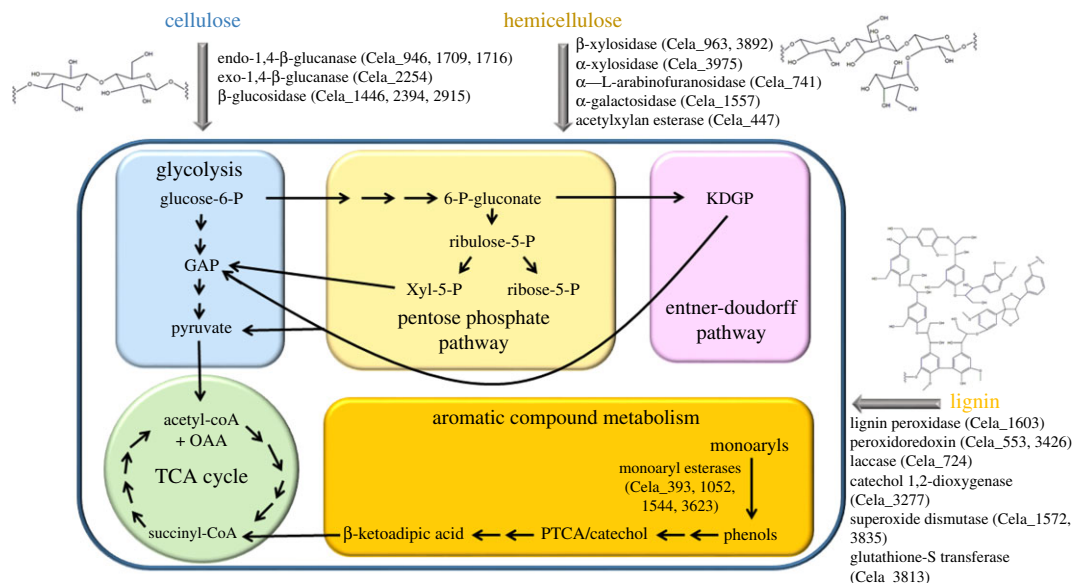 cellulose
endo-1,4-β-glucanase (Cela_946, 1709, 1716)
exo-1,4-β-glucanase (Cela_2254)
β-glucosidase (Cela_1446, 2394, 2915)
hemicellulose
β-xylosidase (Cela_963, 3892)
α-xylosidase (Cela_3975)
α—L-arabinofuranosidase (Cela_741)
α-galactosidase (Cela_1557)
acetylxylan esterase (Cela_447)
glycolysis
glucose-6-P
GAP
pyruvate
6-P-gluconate
ribulose-5-P
Xyl-5-P
ribose-5-P
pentose phosphate
pathway
KDGP
entner-doudorff
pathway
acetyl-coA
+ OAA
TCA cycle
succinyl-CoA
aromatic compound metabolism
monoaryls
monoaryl esterases
(Cela_393, 1052,
1544, 3623)
β-ketoadipic acid
PTCA/catechol
phenols
lignin
lignin peroxidase (Cela_1603)
peroxidoredoxin (Cela_553, 3426)
laccase (Cela_724)
catechol 1,2-dioxygenase
(Cela_3277)
superoxide dismutase (Cela_1572,
3835)
glutathione-S transferase
(Cela_3813)